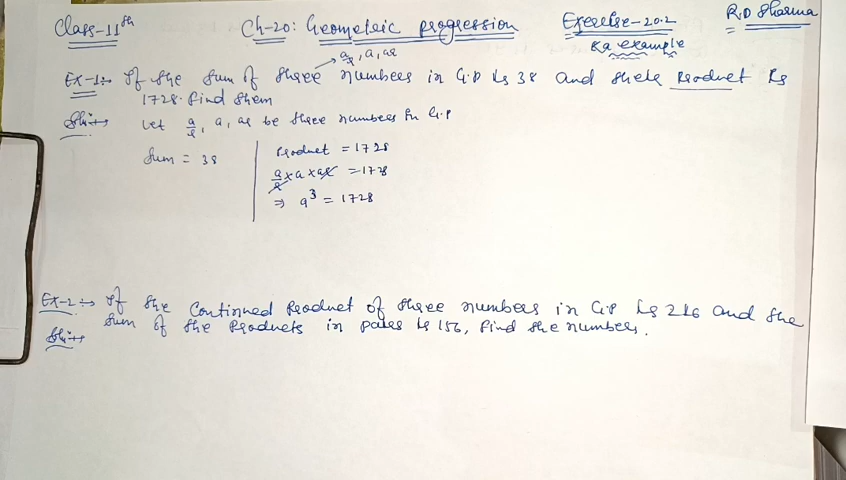 Class-11th Ch-20: Geometric progression Exercise-20.2 R.D Sharma
Ka example
a/r, a, ar
Ex-1:- If the sum of three numbers in G.P is 38 and their Product is
1728. find them
Sol:- Let a/r, a, ar be three numbers in G.P
Sum = 38 Product = 1728
a/r × a × ar = 1728
⇒ a³ = 1728
Ex-2:- If the Continued Product of three numbers in G.P is 216 and the
Sum of the Products in pairs is 156, find the numbers.
Sol:-